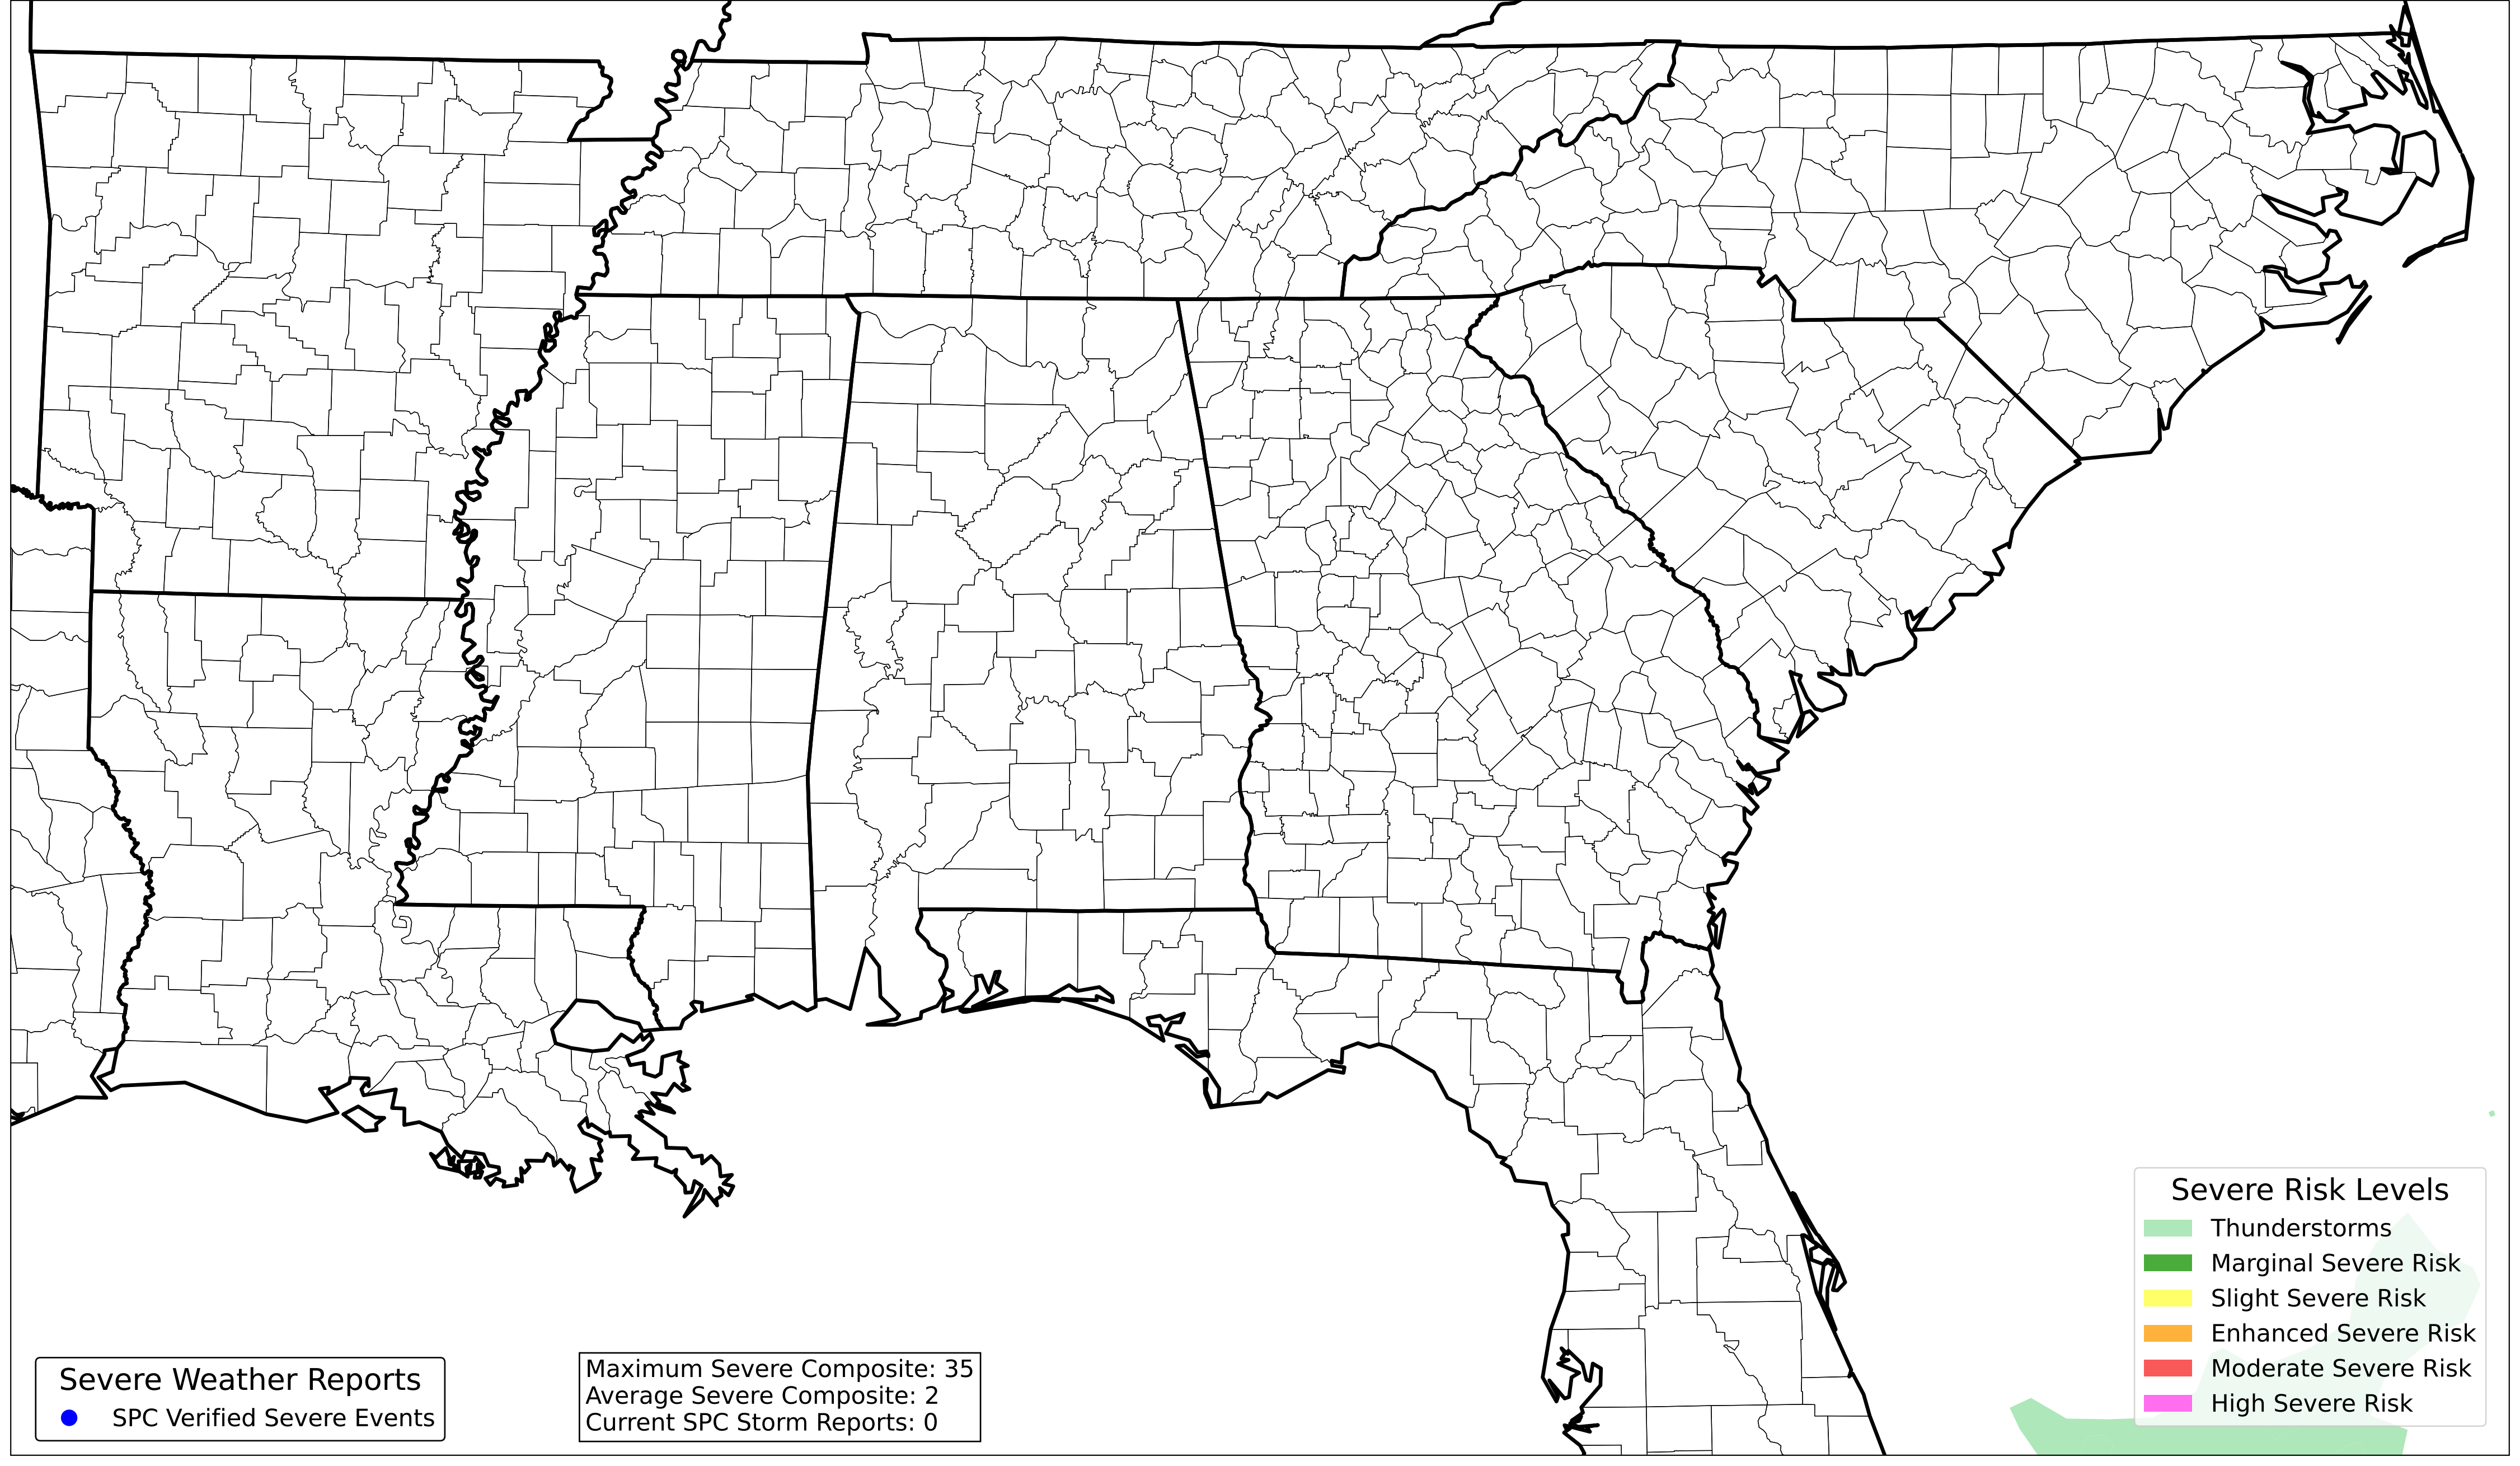 Severe Risk Levels
Thunderstorms
Marginal Severe Risk
Slight Severe Risk
Enhanced Severe Risk
Moderate Severe Risk
High Severe Risk
Severe Weather Reports
SPC Verified Severe Events
Maximum Severe Composite: 35
Average Severe Composite: 2
Current SPC Storm Reports: 0